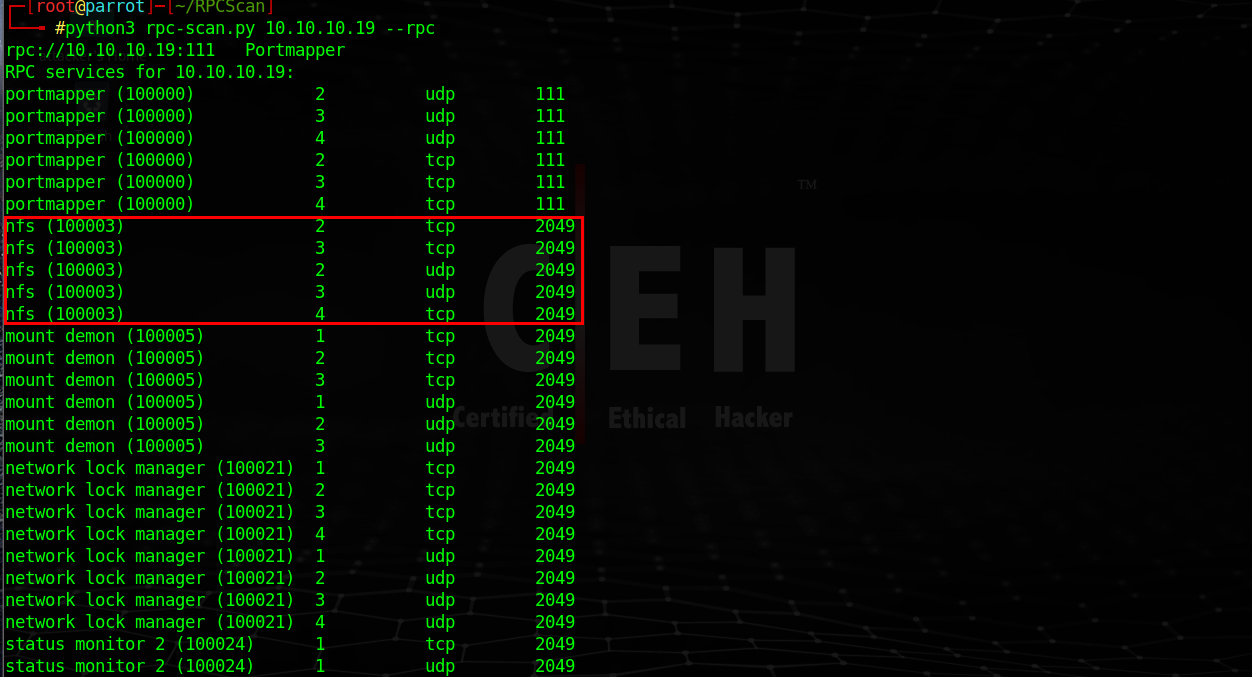 [root@parrot]─[~/RPCScan]
#python3 rpc-scan.py 10.10.10.19 --rpc
rpc://10.10.10.19:111 Portmapper
RPC services for 10.10.10.19:
portmapper (100000) 2 udp 111
portmapper (100000) 3 udp 111
portmapper (100000) 4 udp 111
portmapper (100000) 2 tcp 111
portmapper (100000) 3 tcp 111
portmapper (100000) 4 tcp 111
nfs (100003) 2 tcp 2049
nfs (100003) 3 tcp 2049
nfs (100003) 2 udp 2049
nfs (100003) 3 udp 2049
nfs (100003) 4 tcp 2049
mount demon (100005) 1 tcp 2049
mount demon (100005) 2 tcp 2049
mount demon (100005) 3 tcp 2049
mount demon (100005) 1 udp 2049
mount demon (100005) 2 udp 2049
mount demon (100005) 3 udp 2049
network lock manager (100021) 1 tcp 2049
network lock manager (100021) 2 tcp 2049
network lock manager (100021) 3 tcp 2049
network lock manager (100021) 4 tcp 2049
network lock manager (100021) 1 udp 2049
network lock manager (100021) 2 udp 2049
network lock manager (100021) 3 udp 2049
network lock manager (100021) 4 udp 2049
status monitor 2 (100024) 1 tcp 2049
status monitor 2 (100024) 1 udp 2049
CEH
TM
Certified Ethical Hacker